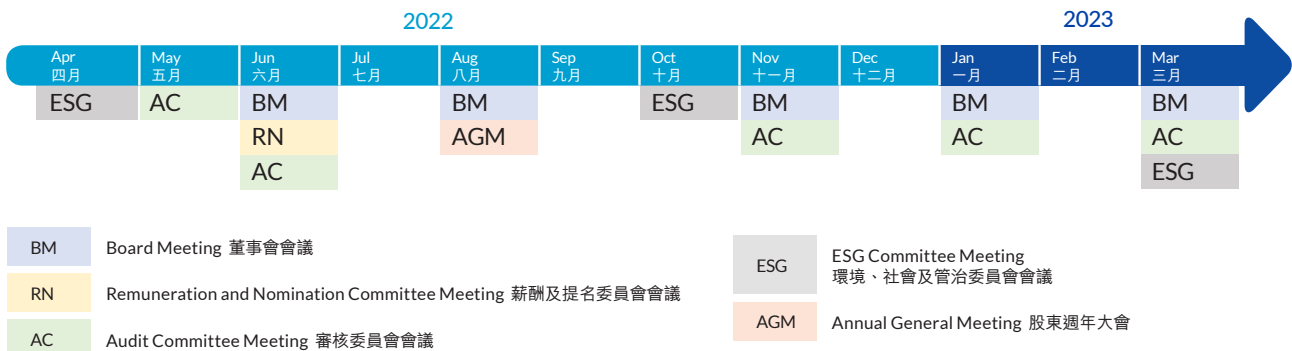 2022
2023
Apr May Jun Jul Aug Sep Oct Nov Dec Jan Feb Mar
四月 五月 六月 七月 八月 九月 十月 十一月 十二月 一月 二月 三月
ESG AC BM BM ESG BM BM BM
RN AGM AC AC AC
AC ESG
BM Board Meeting 董事會會議
RN Remuneration and Nomination Committee Meeting 薪酬及提名委員會會議
AC Audit Committee Meeting 審核委員會會議
ESG ESG Committee Meeting
環境、社會及管治委員會會議
AGM Annual General Meeting 股東週年大會